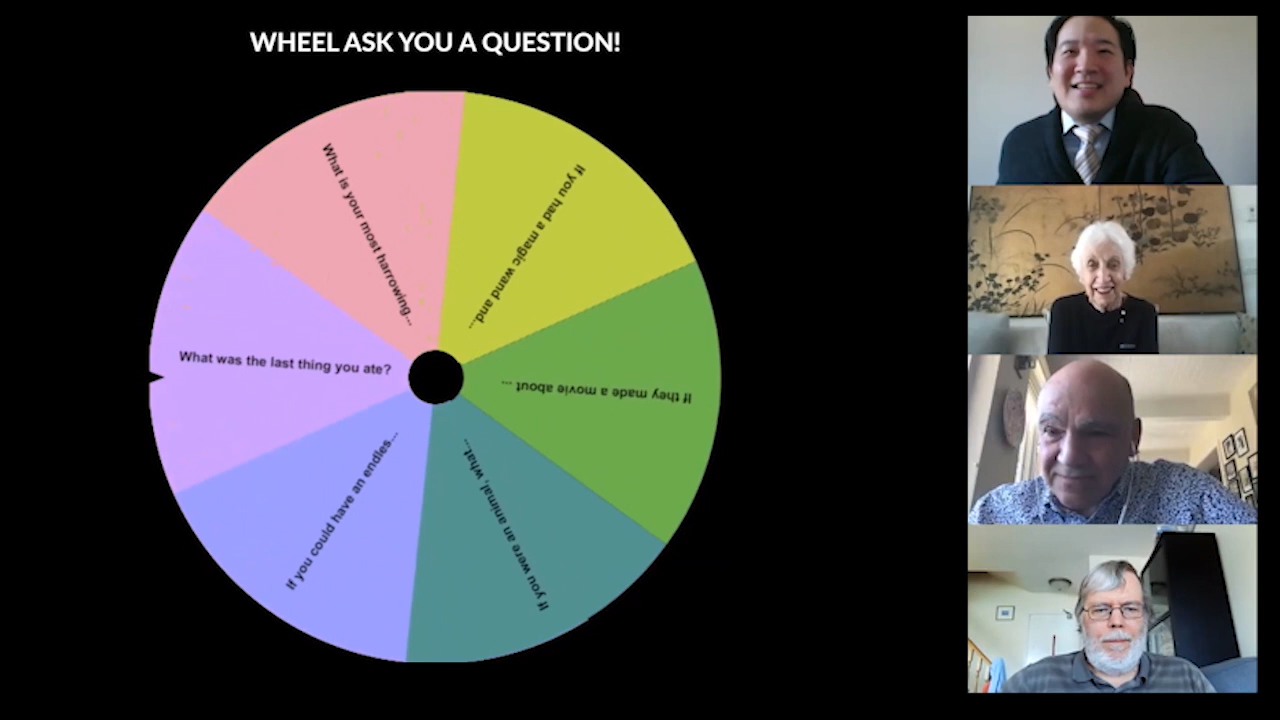 WHEEL ASK YOU A QUESTION!
What is your most harrowing...
If you had a magic wand and...
What was the last thing you ate?
If they made a movie about ...
If you could have an endles...
If you were an animal, what...